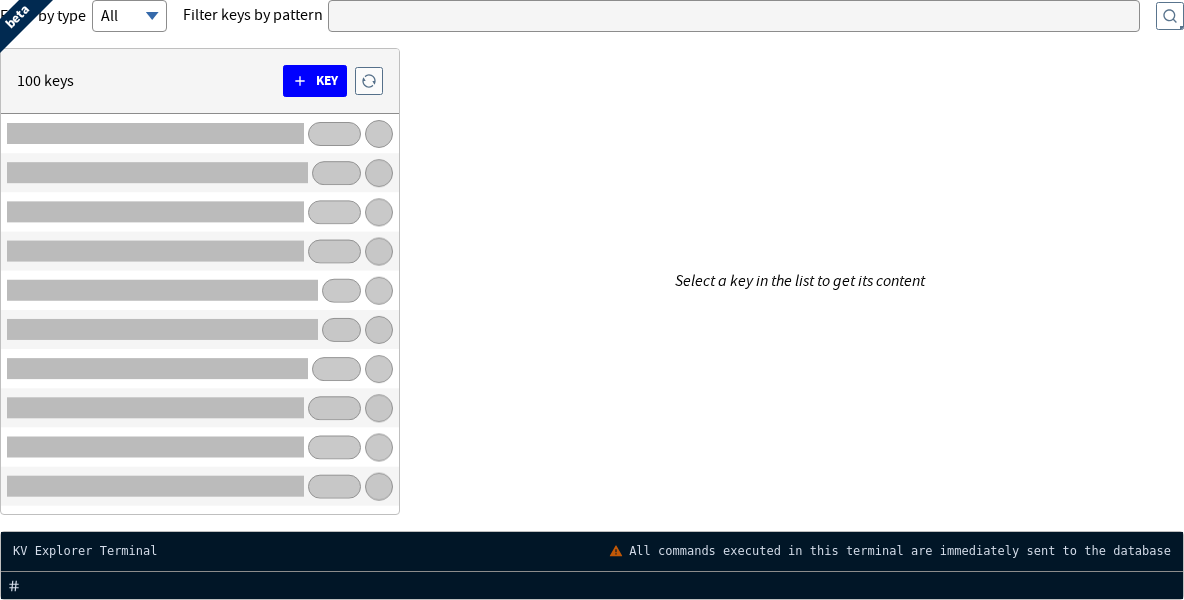 beta
by type
All
Filter keys by pattern
100 keys
+ KEY
Select a key in the list to get its content
KV Explorer Terminal
All commands executed in this terminal are immediately sent to the database
#